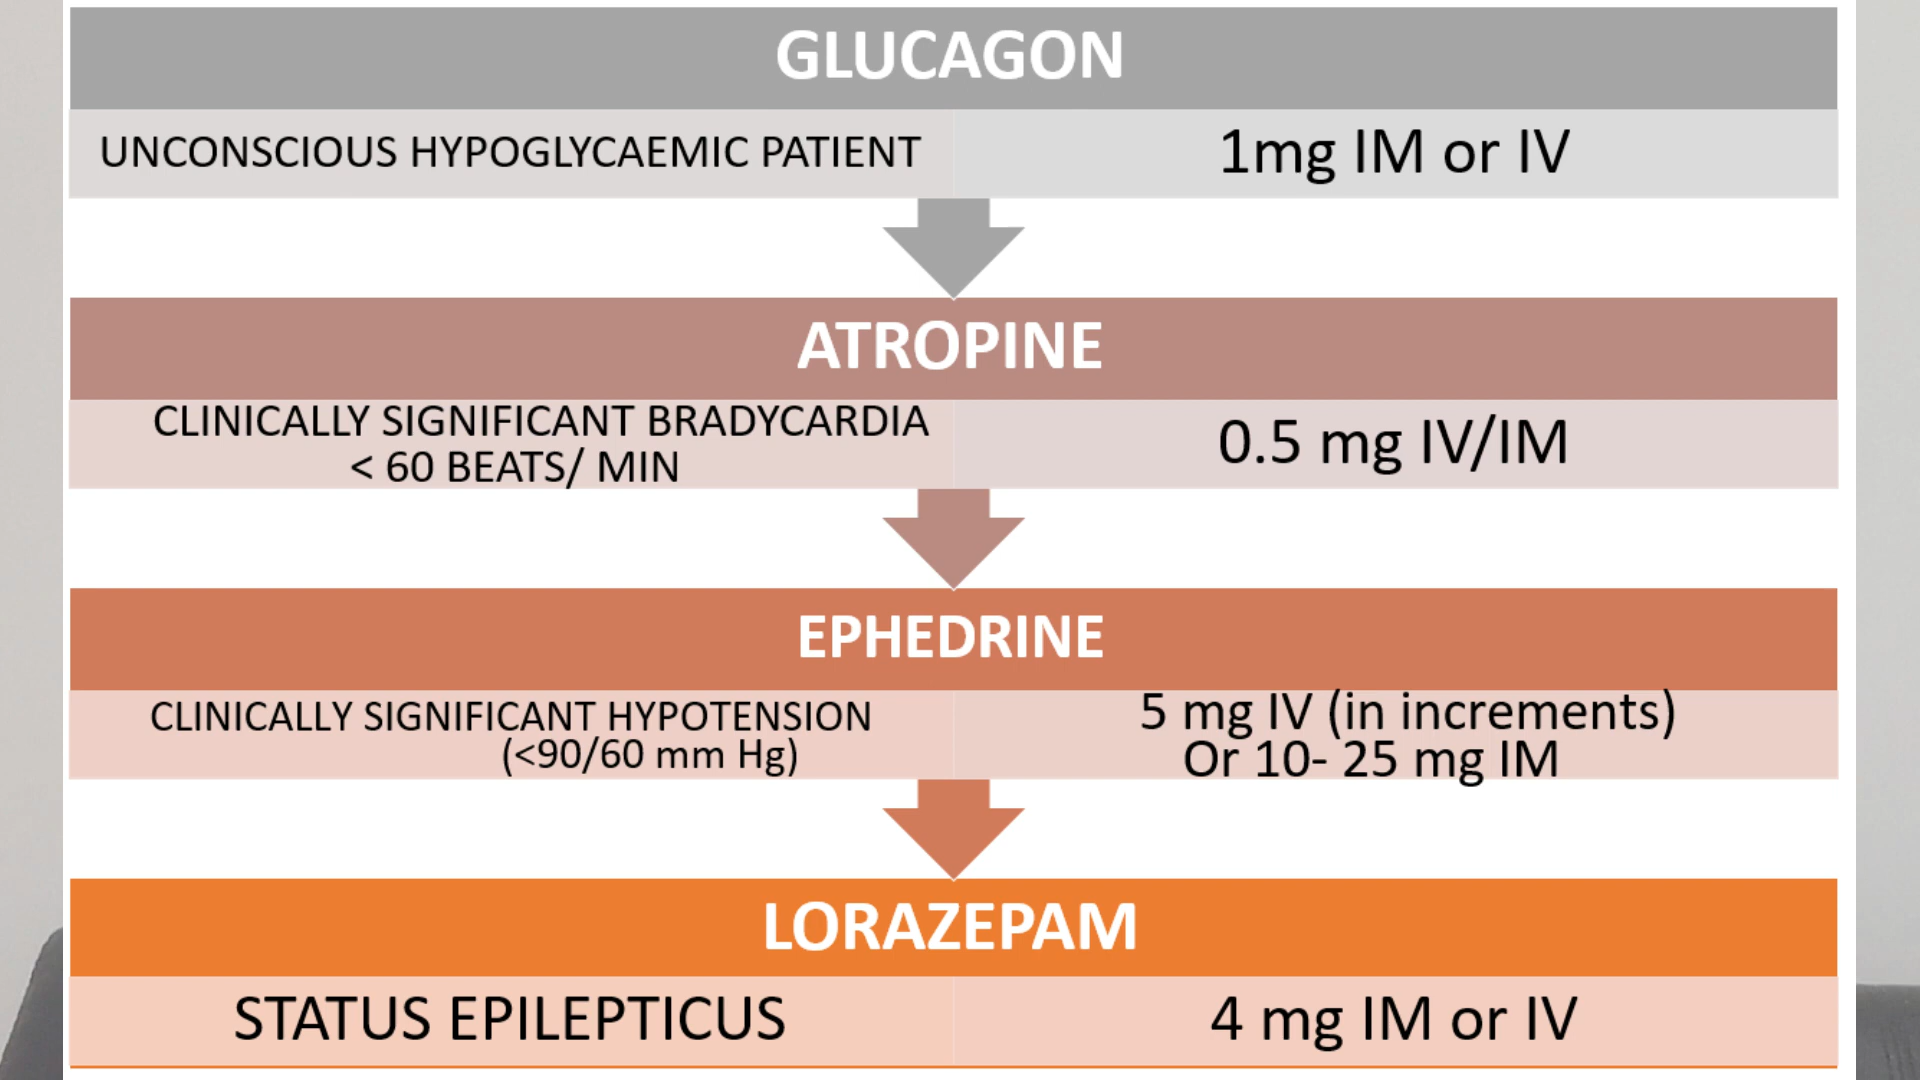 GLUCAGON
UNCONSCIOUS HYPOGLYCAEMIC PATIENT
1mg IM or IV
ATROPINE
CLINICALLY SIGNIFICANT BRADYCARDIA
< 60 BEATS/ MIN
0.5 mg IV/IM
EPHEDRINE
CLINICALLY SIGNIFICANT HYPOTENSION
(<90/60 mm Hg)
5 mg IV (in increments)
Or 10- 25 mg IM
LORAZEPAM
STATUS EPILEPTICUS
4 mg IM or IV